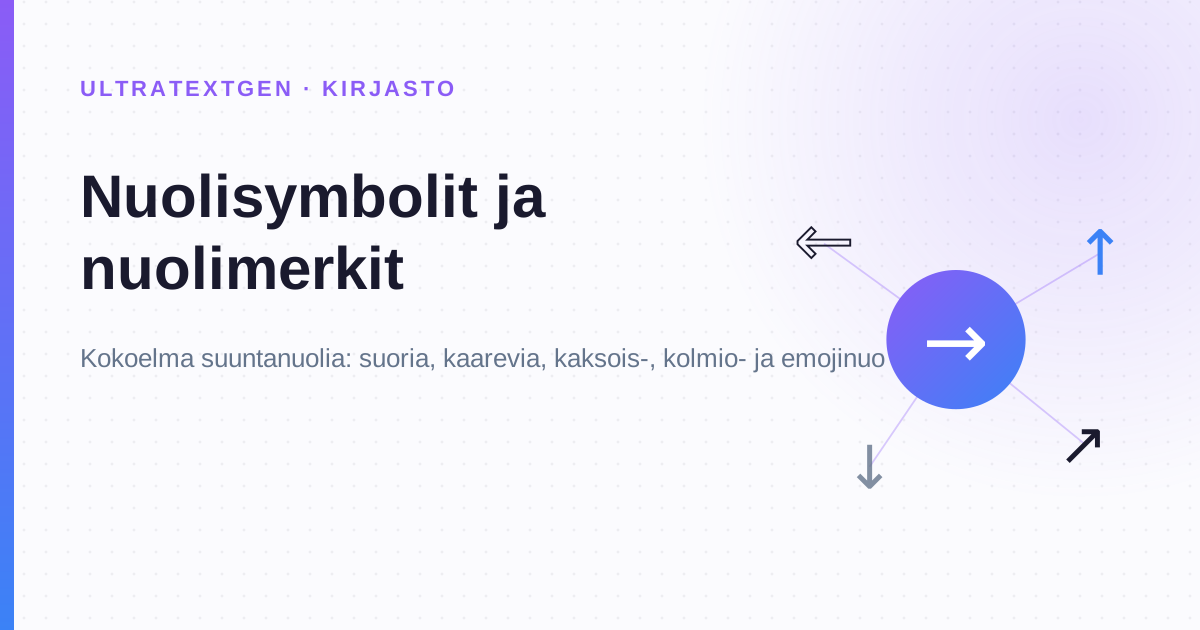 ULTRATEXTGEN · KIRJASTO
Nuolisymbolit ja
nuolimerkit
Kokoelma suuntanuolia: suoria, kaarevia, kaksois-, kolmio- ja emojinuo
⇐
↑
→
↓
↗